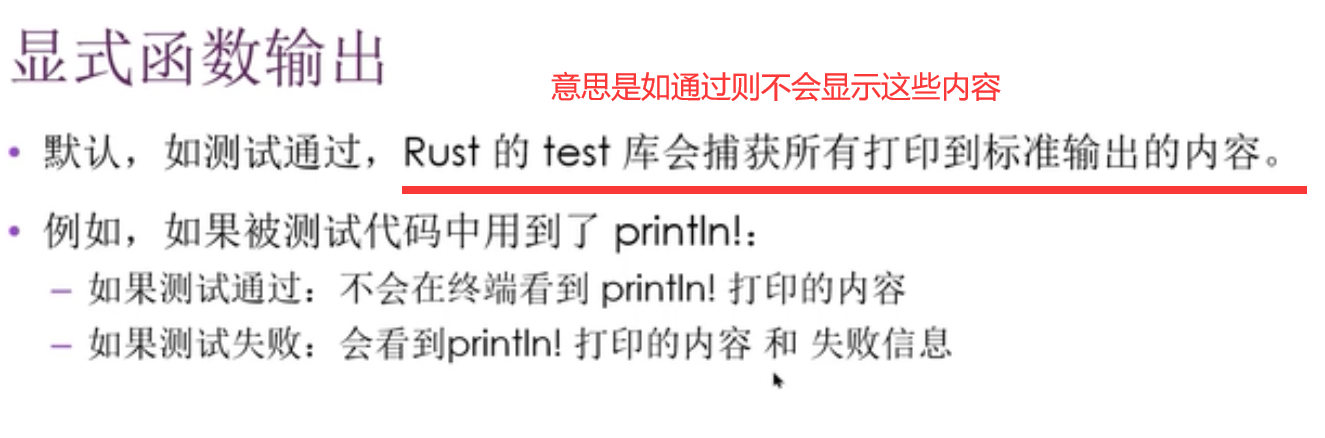 显式函数输出
意思是如通过则不会显示这些内容
• 默认，如测试通过，Rust 的 test 库会捕获所有打印到标准输出的内容。
• 例如，如果被测试代码中用到了 println!：
– 如果测试通过：不会在终端看到 println! 打印的内容
– 如果测试失败：会看到println! 打印的内容 和 失败信息